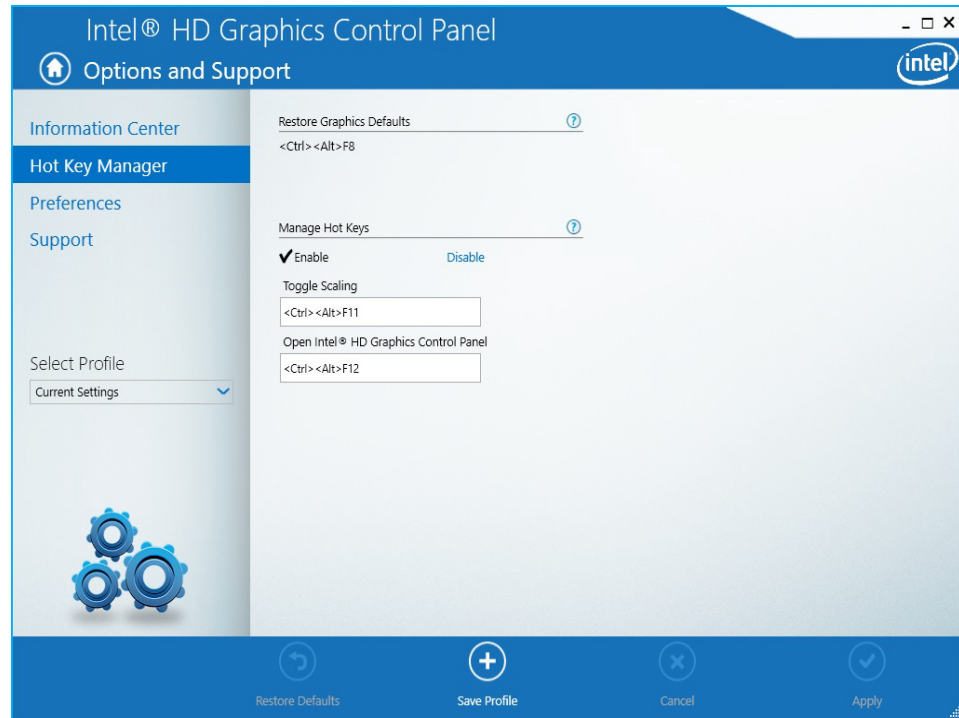 Intel® HD Graphics Control Panel
Options and Support
intel
Information Center
Hot Key Manager
Preferences
Support
Select Profile
Current Settings
Restore Graphics Defaults ?
<Ctrl><Alt>F8
Manage Hot Keys ?
Enable Disable
Toggle Scaling
<Ctrl><Alt>F11
Open Intel® HD Graphics Control Panel
<Ctrl><Alt>F12
Restore Defaults Save Profile Cancel Apply